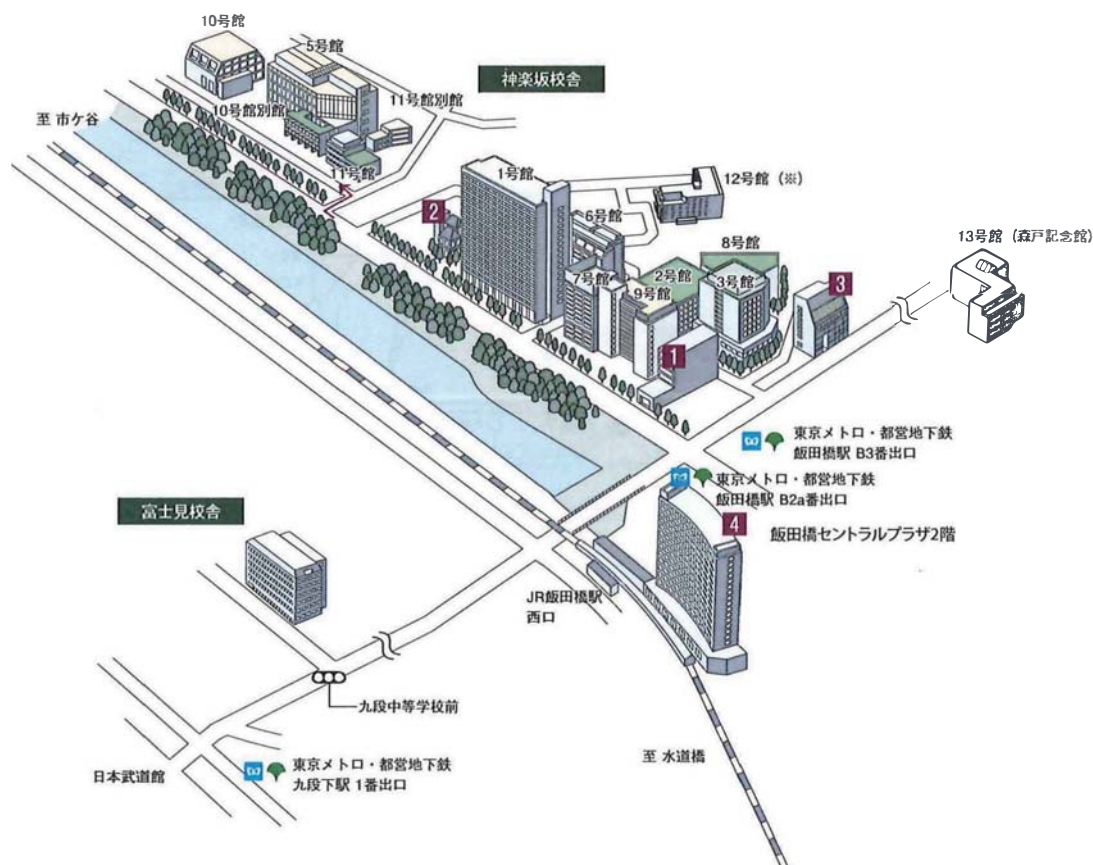 10号館
5号館
神楽坂校舎
11号館別館
10号館別館
至 市ケ谷
11号館
1号館
12号館（※）
2
6号館
8号館
13号館（森戸記念館）
7号館
2号館
3号館
9号館
3
1
東京メトロ・都営地下鉄
飯田橋駅 B3番出口
東京メトロ・都営地下鉄
飯田橋駅 B2a番出口
4
飯田橋セントラルプラザ2階
富士見校舎
JR飯田橋駅
西口
九段中等学校前
至 水道橋
日本武道館
東京メトロ・都営地下鉄
九段下駅 1番出口